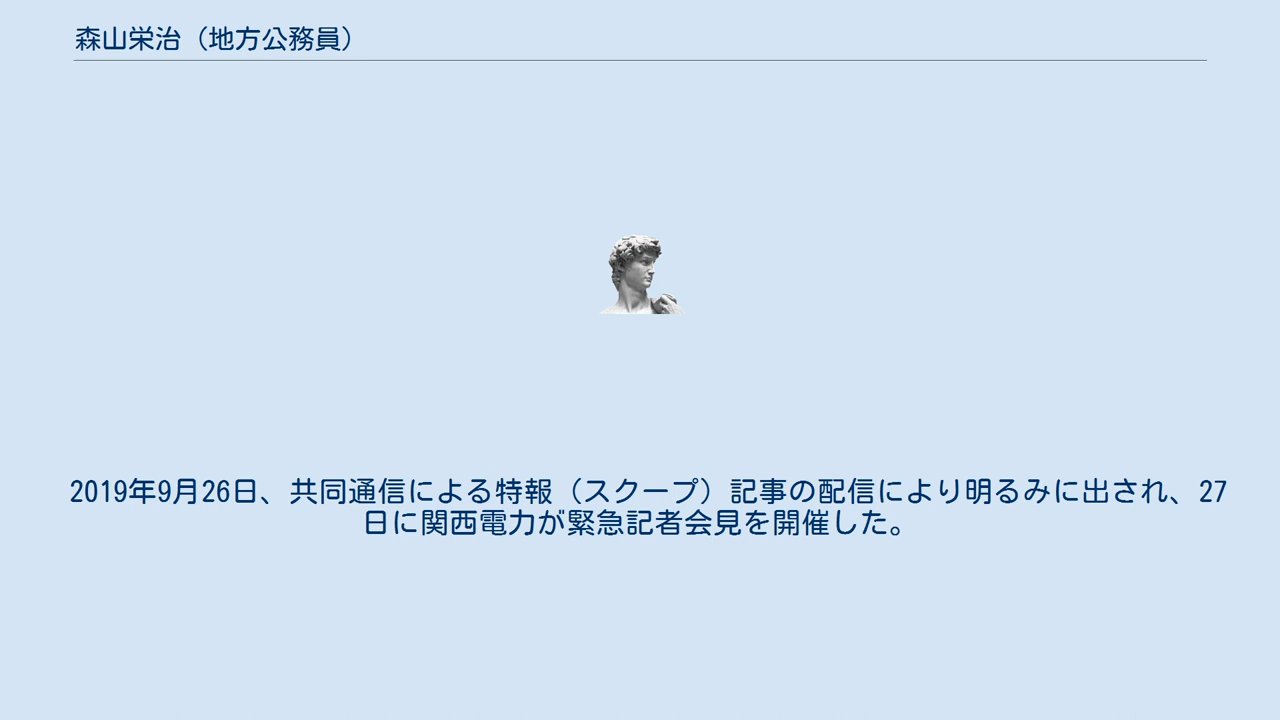 森山栄治（地方公務員）
2019年9月26日、共同通信による特報（スクープ）記事の配信により明るみに出され、27
日に関西電力が緊急記者会見を開催した。